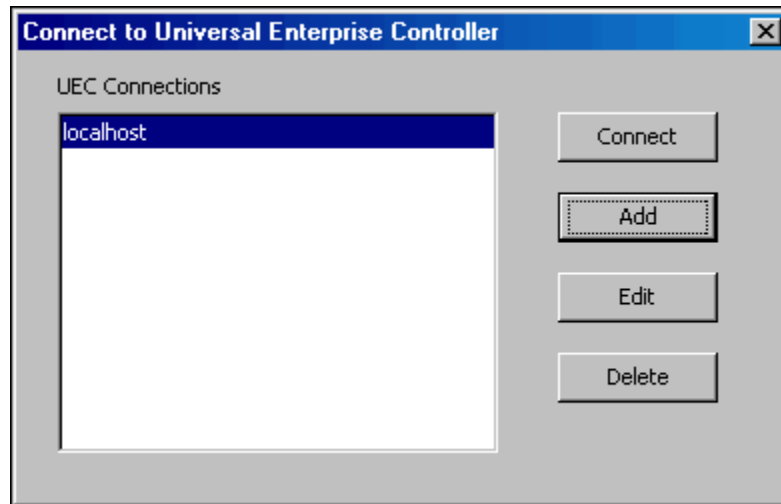 Connect to Universal Enterprise Controller
UEC Connections
localhost
Connect
Add
Edit
Delete